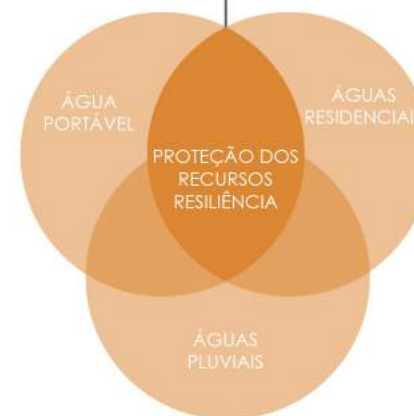 ÁGUA
PORTÁVEL
ÁGUAS
RESIDENCIAI
PROTEÇÃO DOS
RECURSOS
RESILIÊNCIA
ÁGUAS
PLUVIAIS